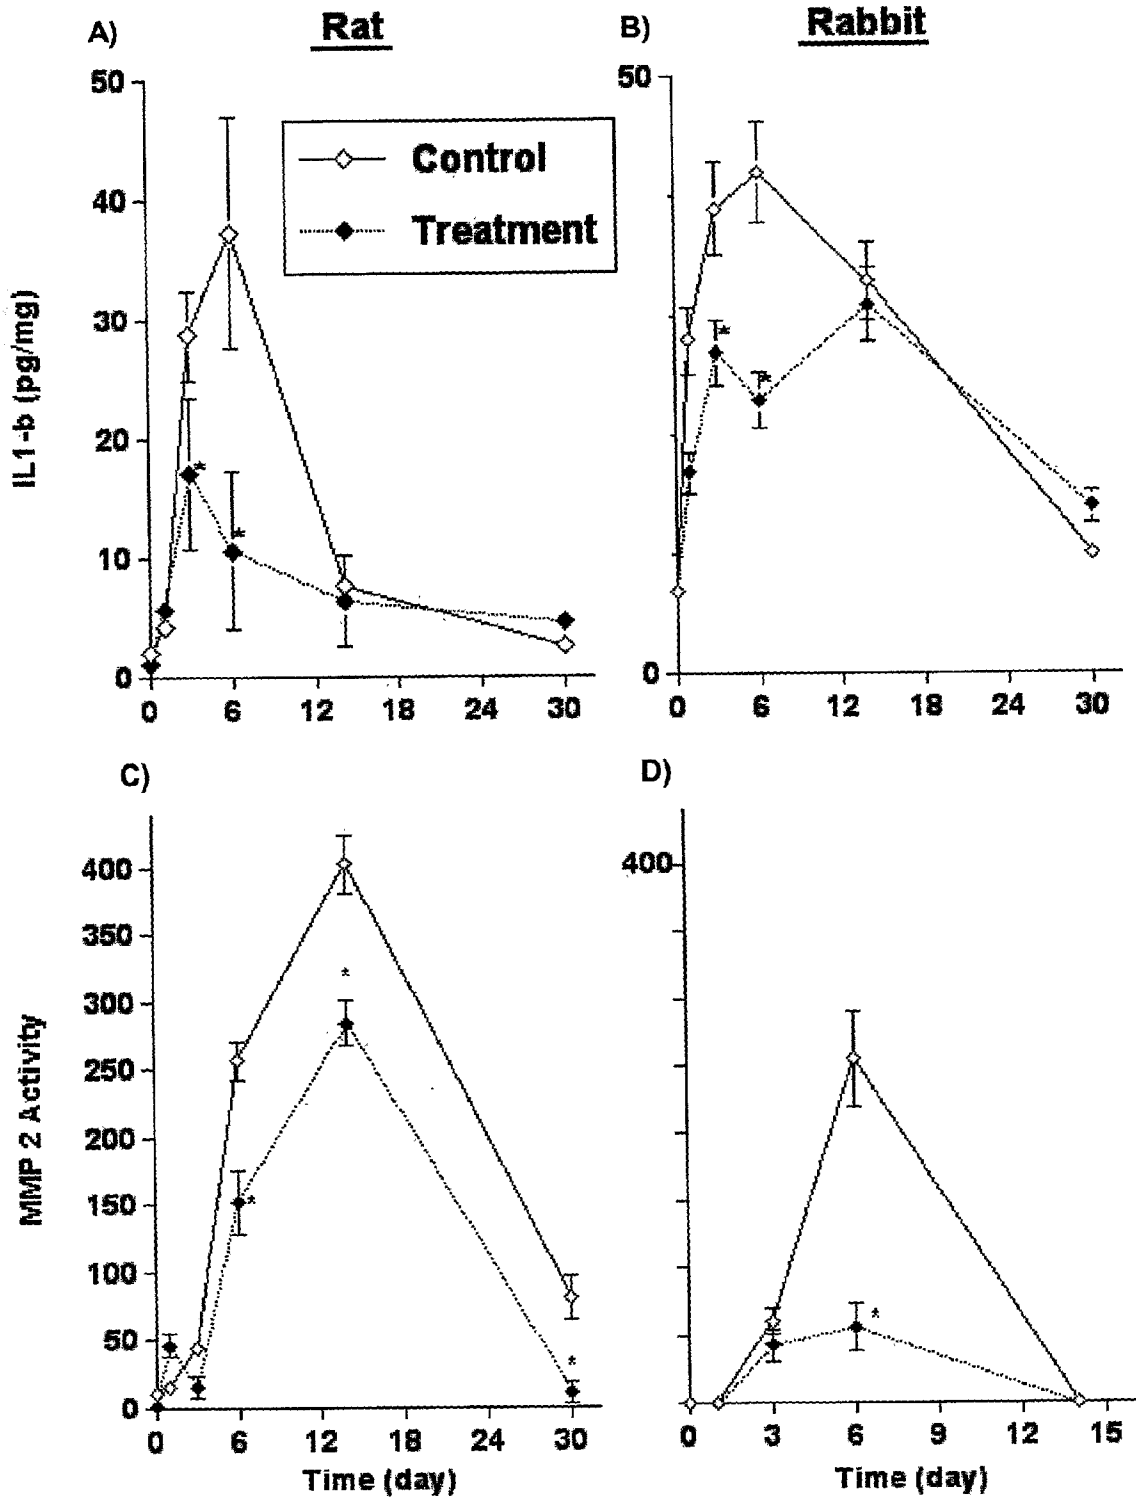 A)
Rat
B)
Rabbit
50
40
30
20
10
0
IL1-b (pg/mg)
Control
Treatment
*
*
0 6 12 18 24 30
50
0
*
*
0 6 12 18 24 30
C)
D)
400
350
300
250
200
150
100
50
0
MMP 2 Activity
*
*
*
0 6 12 18 24 30
Time (day)
400
*
0 3 6 9 12 15
Time (day)